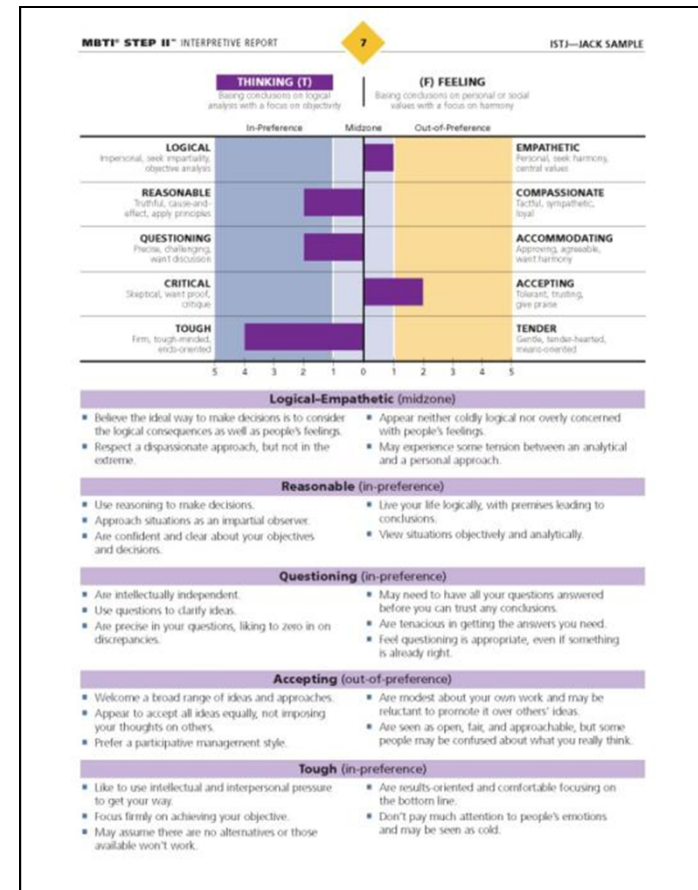 MBTI® STEP II™ INTERPRETIVE REPORT
7
ISTJ—JACK SAMPLE
THINKING (T)
Basing conclusions on logical
analysis with a focus on objectivity
(F) FEELING
Basing conclusions on personal or social
values with a focus on harmony
In-Preference Midzone Out-of-Preference
LOGICAL
Impersonal, seek impartiality,
objective analysis
EMPATHETIC
Personal, seek harmony,
central values
REASONABLE
Truthful, cause-and-
effect, apply principles
COMPASSIONATE
Tactful, sympathetic,
loyal
QUESTIONING
Precise, challenging,
want discussion
ACCOMMODATING
Approving, agreeable,
want harmony
CRITICAL
Skeptical, want proof,
critique
ACCEPTING
Tolerant, trusting,
give praise
TOUGH
Firm, tough-minded,
ends-oriented
TENDER
Gentle, tender-hearted,
means-oriented
5 4 3 2 1 0 1 2 3 4 5
Logical–Empathetic (midzone)
Believe the ideal way to make decisions is to consider
the logical consequences as well as people's feelings.
Respect a dispassionate approach, but not in the
extreme.
Appear neither coldly logical nor overly concerned
with people's feelings.
May experience some tension between an analytical
and a personal approach.
Reasonable (in-preference)
Use reasoning to make decisions.
Approach situations as an impartial observer.
Are confident and clear about your objectives
and decisions.
Live your life logically, with premises leading to
conclusions.
View situations objectively and analytically.
Questioning (in-preference)
Are intellectually independent.
Use questions to clarify ideas.
Are precise in your questions, liking to zero in on
discrepancies.
May need to have all your questions answered
before you can trust any conclusions.
Are tenacious in getting the answers you need.
Feel questioning is appropriate, even if something
is already right.
Accepting (out-of-preference)
Welcome a broad range of ideas and approaches.
Appear to accept all ideas equally, not imposing
your thoughts on others.
Prefer a participative management style.
Are modest about your own work and may be
reluctant to promote it over others' ideas.
Are seen as open, fair, and approachable, but some
people may be confused about what you really think.
Tough (in-preference)
Like to use intellectual and interpersonal pressure
to get your way.
Focus firmly on achieving your objective.
May assume there are no alternatives or those
available won't work.
Are results-oriented and comfortable focusing on
the bottom line.
Don't pay much attention to people's emotions
and may be seen as cold.